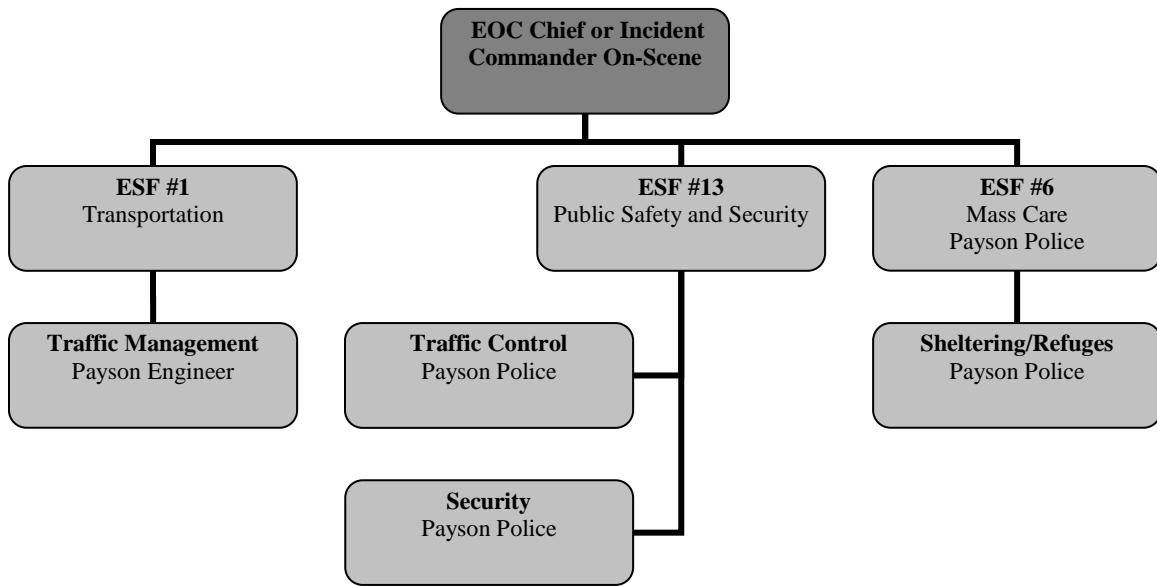 EOC Chief or Incident
Commander On-Scene
ESF #1
Transportation
ESF #13
Public Safety and Security
ESF #6
Mass Care
Payson Police
Traffic Management
Payson Engineer
Traffic Control
Payson Police
Sheltering/Refuges
Payson Police
Security
Payson Police